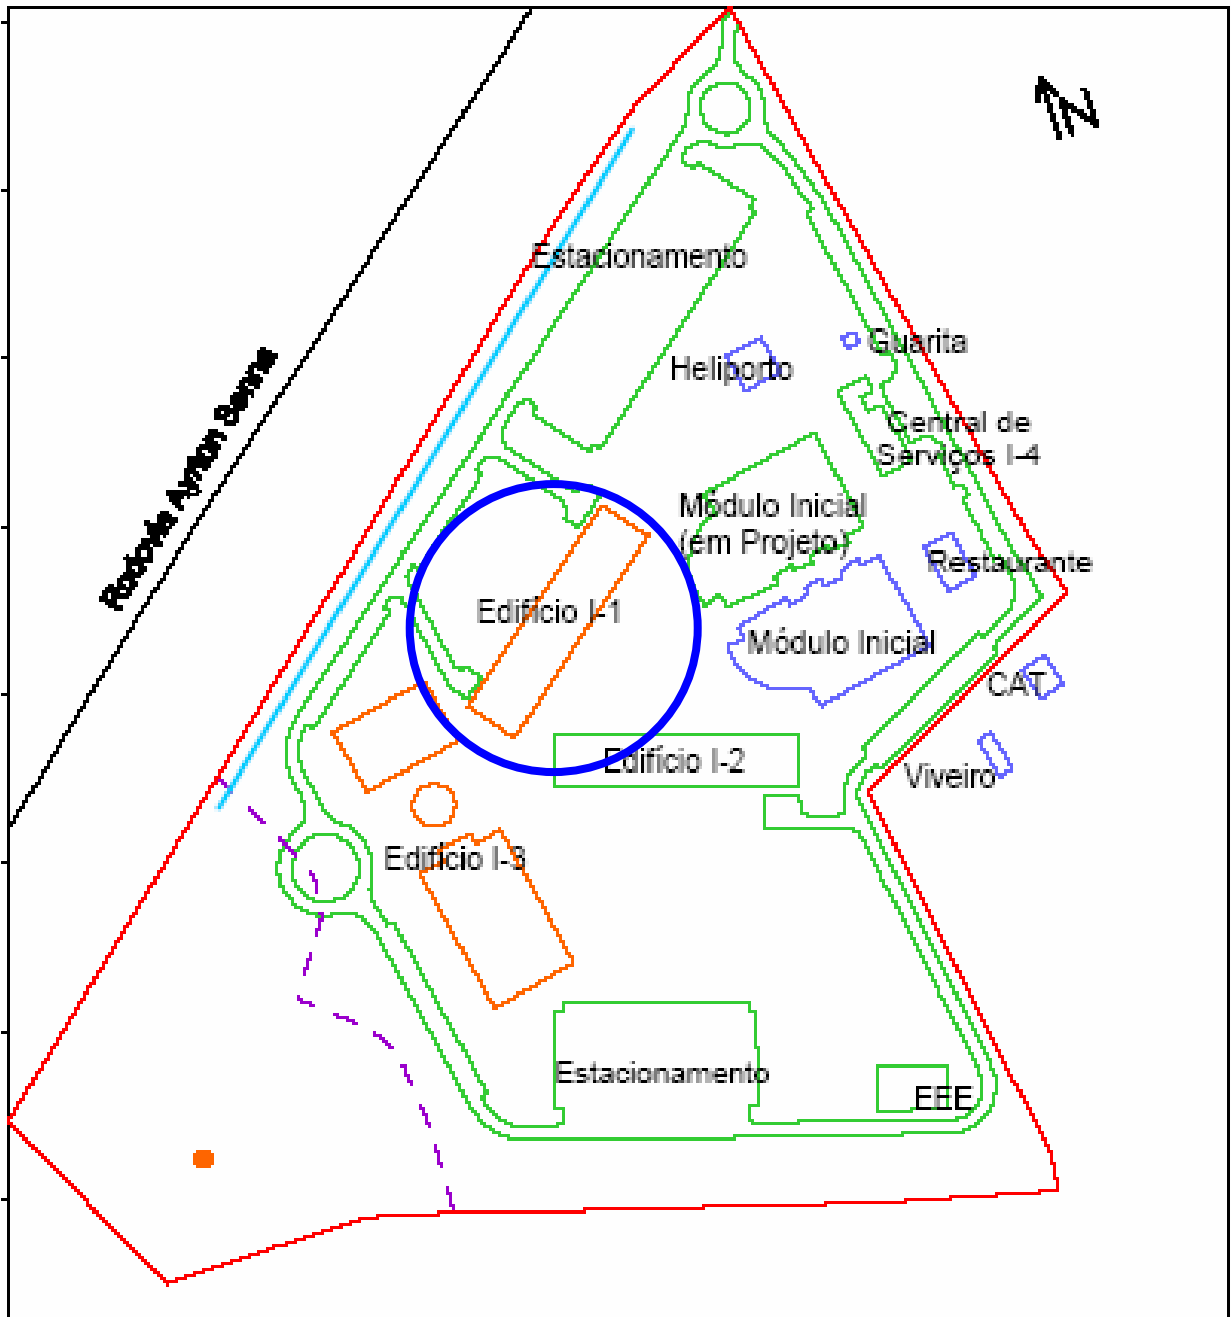 N
Estacionamento
Guarita
Heliporto
Central de
Serviços I-4
Rodovia Ayrton Senna
Módulo Inicial
(em Projeto)
Restaurante
Edifício I-1
Módulo Inicial
CAT
Edifício I-2
Viveiro
Edifício I-3
Estacionamento
EEE